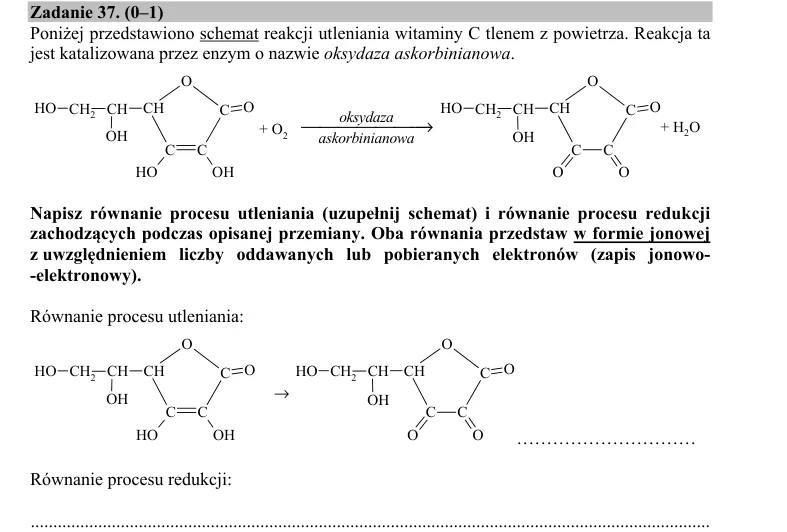 Zadanie 37. (0–1)
Poniżej przedstawiono schemat reakcji utleniania witaminy C tlenem z powietrza. Reakcja ta
jest katalizowana przez enzym o nazwie oksydaza askorbinianowa.
O O
HO–CH2–CH–CH C=O HO–CH2–CH–CH C=O
OH + O2 oksydaza OH + H2O
askorbinianowa
C=C C–C
HO OH O O
Napisz równanie procesu utleniania (uzupełnij schemat) i równanie procesu redukcji
zachodzących podczas opisanej przemiany. Oba równania przedstaw w formie jonowej
z uwzględnieniem liczby oddawanych lub pobieranych elektronów (zapis jonowo-
-elektronowy).
Równanie procesu utleniania:
O O
HO–CH2–CH–CH C=O HO–CH2–CH–CH C=O
OH → OH
C=C C–C
HO OH O O ..............................
Równanie procesu redukcji:
................................................................................